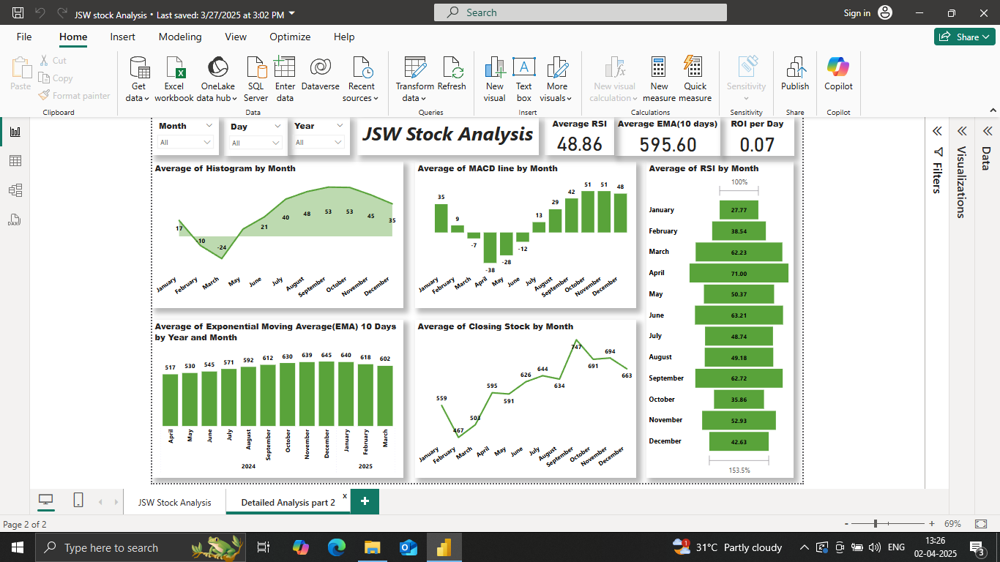 JSW stock Analysis • Last saved: 3/27/2025 at 3:02 PM
Search
Sign in
File Home Insert Modeling View Optimize Help
Share
Paste
Cut
Copy
Format painter
Clipboard
Get data
Excel workbook
OneLake data hub
SQL Server
Enter data
Dataverse
Recent sources
Data
Transform data
Refresh
Queries
New visual
Text box
More visuals
Insert
New visual calculation
New measure
Quick measure
Calculations
Sensitivity
Sensitivity
Publish
Share
Copilot
Copilot
Month
All
Day
All
Year
All
JSW Stock Analysis
Average RSI
48.86
Average EMA(10 days)
595.60
ROI per Day
0.07
Average of Histogram by Month
17 -10 -24 21 40 48 53 53 45 35
January February March May June July August September October November December
Average of MACD line by Month
35 9 -7 -38 -28 -12 13 29 42 51 51 48
January February March April May June July August September October November December
Average of RSI by Month
100%
January 27.77
February 38.54
March 62.23
April 71.00
May 50.37
June 63.21
July 48.74
August 49.18
September 62.72
October 35.86
November 52.93
December 42.63
153.5%
Average of Exponential Moving Average(EMA) 10 Days
by Year and Month
517 530 545 571 592 612 630 639 645 640 618 602
April May June July August September October November December January February March
2024 2025
Average of Closing Stock by Month
559 467 503 595 591 626 644 634 747 691 694 663
January February March April May June July August September October November December
Filters
Visualizations
Data
DAX
JSW Stock Analysis
Detailed Analysis part 2
x
+
Page 2 of 2
- + 69%
Type here to search
1
31°C Partly cloudy
ENG
13:26
02-04-2025
3